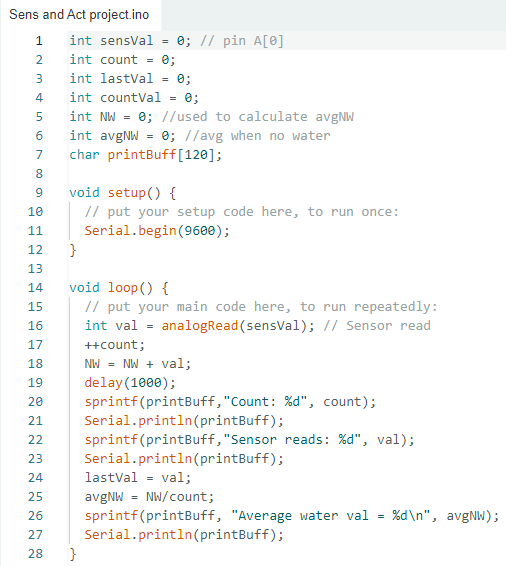 Sens and Act project.ino
1 int sensVal = 0; // pin A[0]
2 int count = 0;
3 int lastVal = 0;
4 int countVal = 0;
5 int NW = 0; //used to calculate avgNW
6 int avgNW = 0; //avg when no water
7 char printBuff[120];
8
9 void setup() {
10 // put your setup code here, to run once:
11 Serial.begin(9600);
12 }
13
14 void loop() {
15 // put your main code here, to run repeatedly:
16 int val = analogRead(sensVal); // Sensor read
17 ++count;
18 NW = NW + val;
19 delay(1000);
20 sprintf(printBuff,"Count: %d", count);
21 Serial.println(printBuff);
22 sprintf(printBuff,"Sensor reads: %d", val);
23 Serial.println(printBuff);
24 lastVal = val;
25 avgNW = NW/count;
26 sprintf(printBuff, "Average water val = %d\n", avgNW);
27 Serial.println(printBuff);
28 }